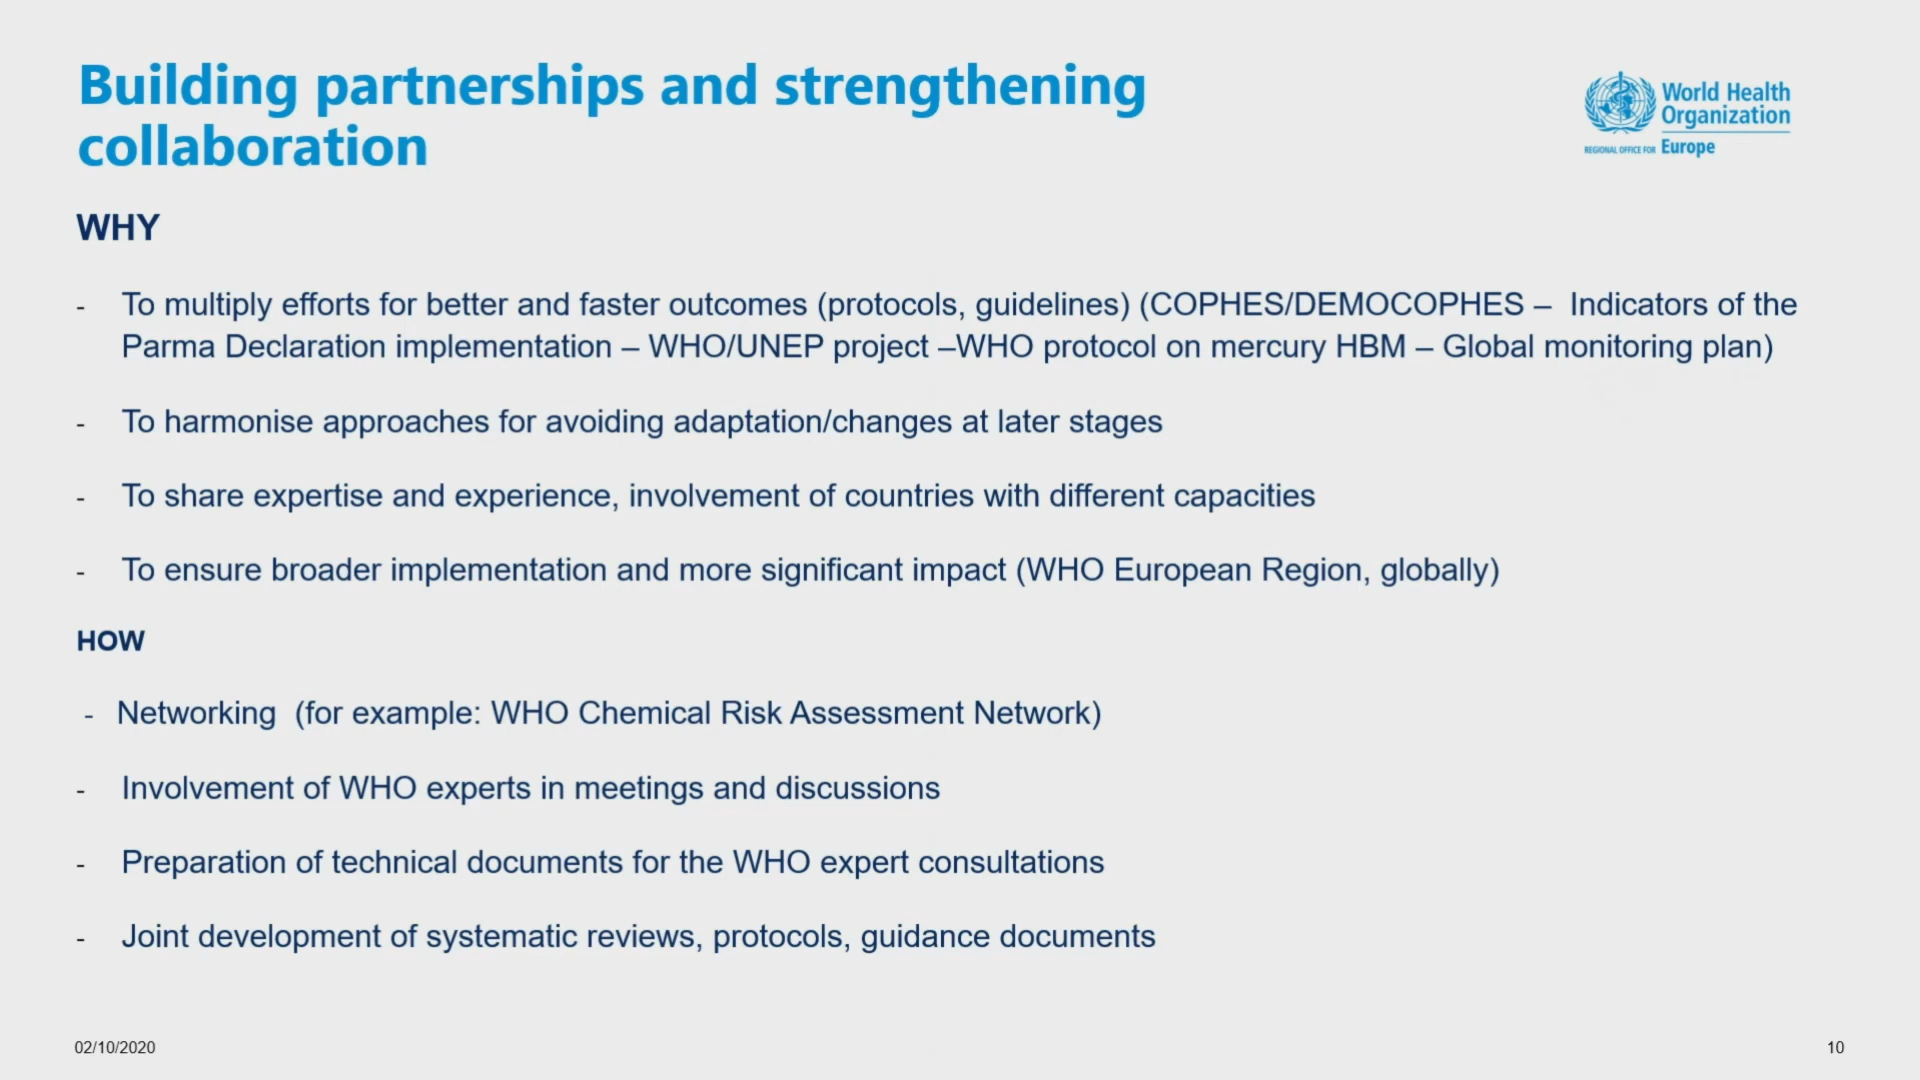 Building partnerships and strengthening
collaboration
World Health
Organization
REGIONAL OFFICE FOR Europe
WHY
- To multiply efforts for better and faster outcomes (protocols, guidelines) (COPHES/DEMOCOPHES –  Indicators of the
Parma Declaration implementation – WHO/UNEP project –WHO protocol on mercury HBM – Global monitoring plan)
- To harmonise approaches for avoiding adaptation/changes at later stages
- To share expertise and experience, involvement of countries with different capacities
- To ensure broader implementation and more significant impact (WHO European Region, globally)
HOW
- Networking  (for example: WHO Chemical Risk Assessment Network)
- Involvement of WHO experts in meetings and discussions
- Preparation of technical documents for the WHO expert consultations
- Joint development of systematic reviews, protocols, guidance documents
02/10/2020
10